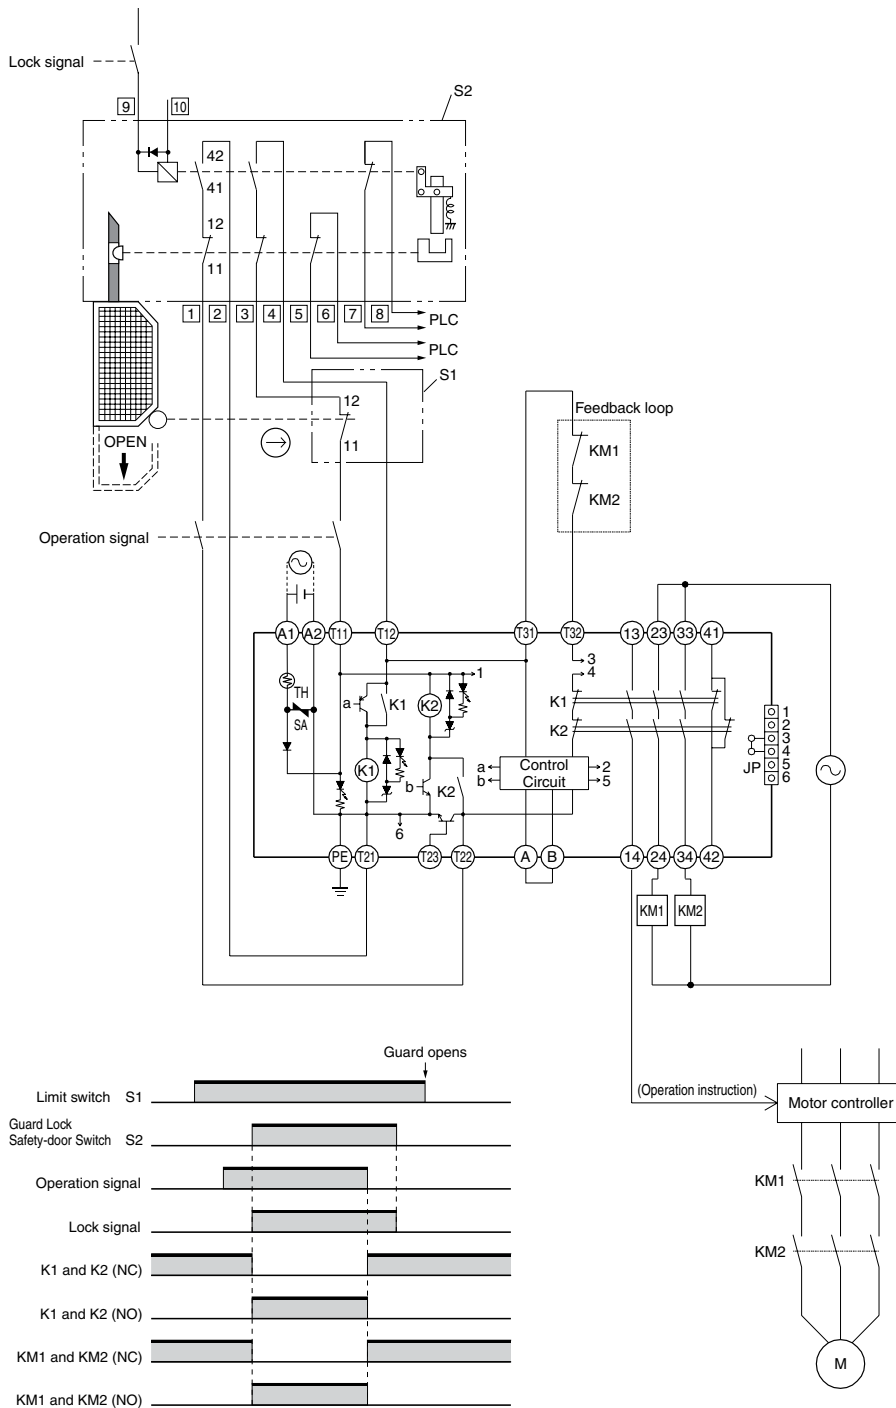 Lock signal
9 10
S2
42
41
12
11
1 2 3 4 5 6 7 8
PLC
PLC
S1
12
11
OPEN
Feedback loop
KM1
KM2
Operation signal
A1 A2 T11 T12 T31 T32 13 23 33 41
TH
SA
a K1
K2
1
3
4
K1
K2
K1
b K2
a Control 2
b Circuit 5
6
JP
1
2
3
4
5
6
PE T21 T23 T22 A B 14 24 34 42
KM1 KM2
Guard opens
Limit switch S1
Guard Lock
Safety-door Switch S2
Operation signal
Lock signal
K1 and K2 (NC)
K1 and K2 (NO)
KM1 and KM2 (NC)
KM1 and KM2 (NO)
(Operation instruction)
Motor controller
KM1
KM2
M